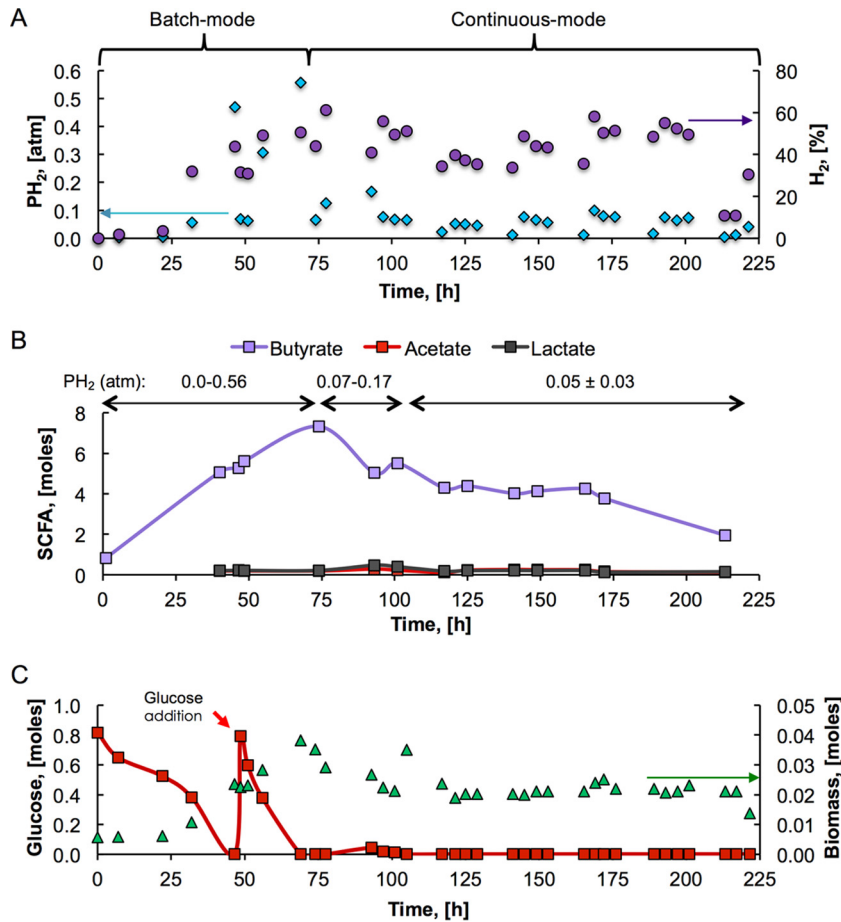 A
Batch-mode
Continuous-mode
PH2, [atm]
0.6
0.5
0.4
0.3
0.2
0.1
0.0
80
60
40
20
0
H2, [%]
0 25 50 75 100 125 150 175 200 225
Time, [h]
B
Butyrate Acetate Lactate
PH2 (atm): 0.0-0.56 0.07-0.17 0.05 ± 0.03
SCFA, [moles]
8
6
4
2
0
0 25 50 75 100 125 150 175 200 225
Time, [h]
C
Glucose
addition
Glucose, [moles]
1.0
0.8
0.6
0.4
0.2
0.0
0.05
0.04
0.03
0.02
0.01
0.00
Biomass, [moles]
0 25 50 75 100 125 150 175 200 225
Time, [h]